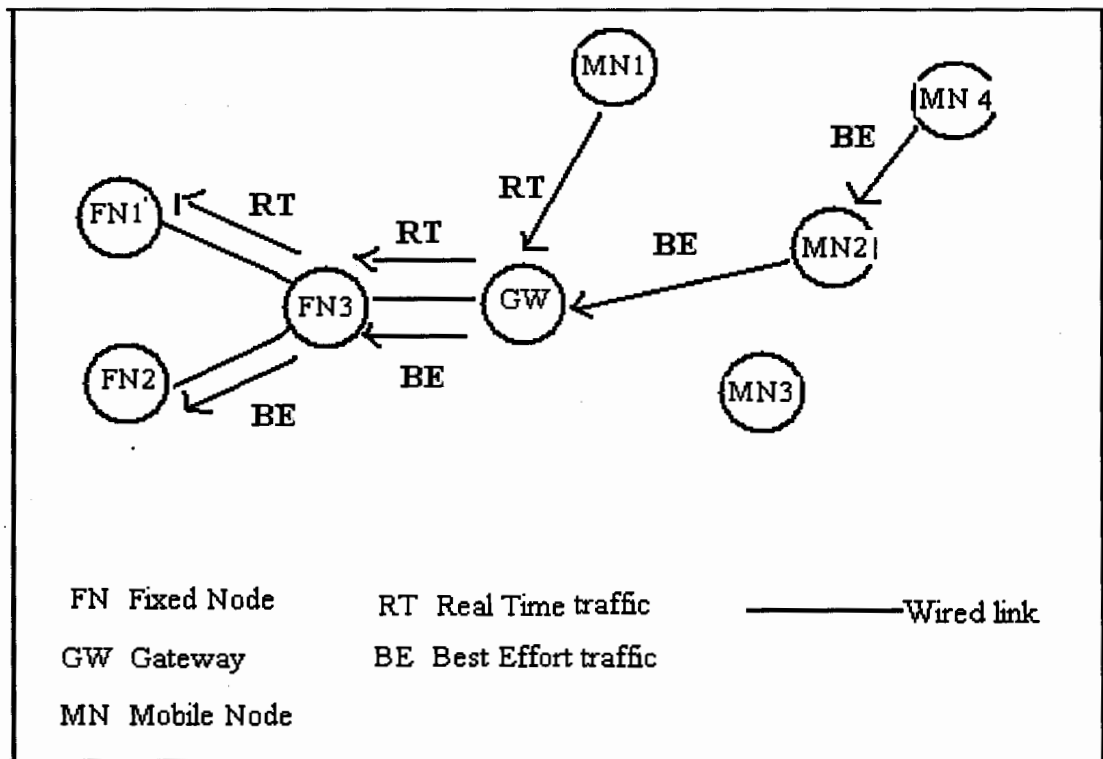 MN1
MN 4
BE
FN1
RT
RT
RT
BE
MN2
FN3
GW
FN2
BE
BE
MN3
FN Fixed Node
RT Real Time traffic
Wired link
GW Gateway
BE Best Effort traffic
MN Mobile Node